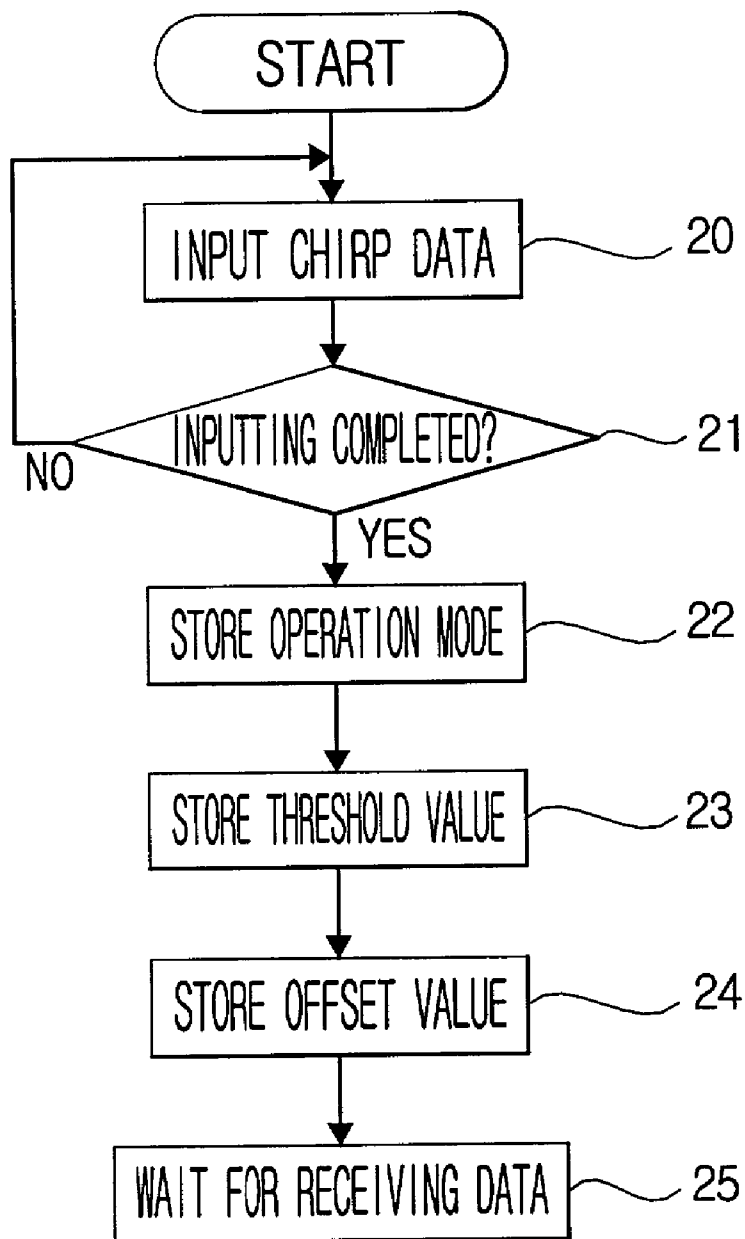 START
INPUT CHIRP DATA
20
INPUTTING COMPLETED?
21
NO
YES
STORE OPERATION MODE
22
STORE THRESHOLD VALUE
23
STORE OFFSET VALUE
24
WAIT FOR RECEIVING DATA
25